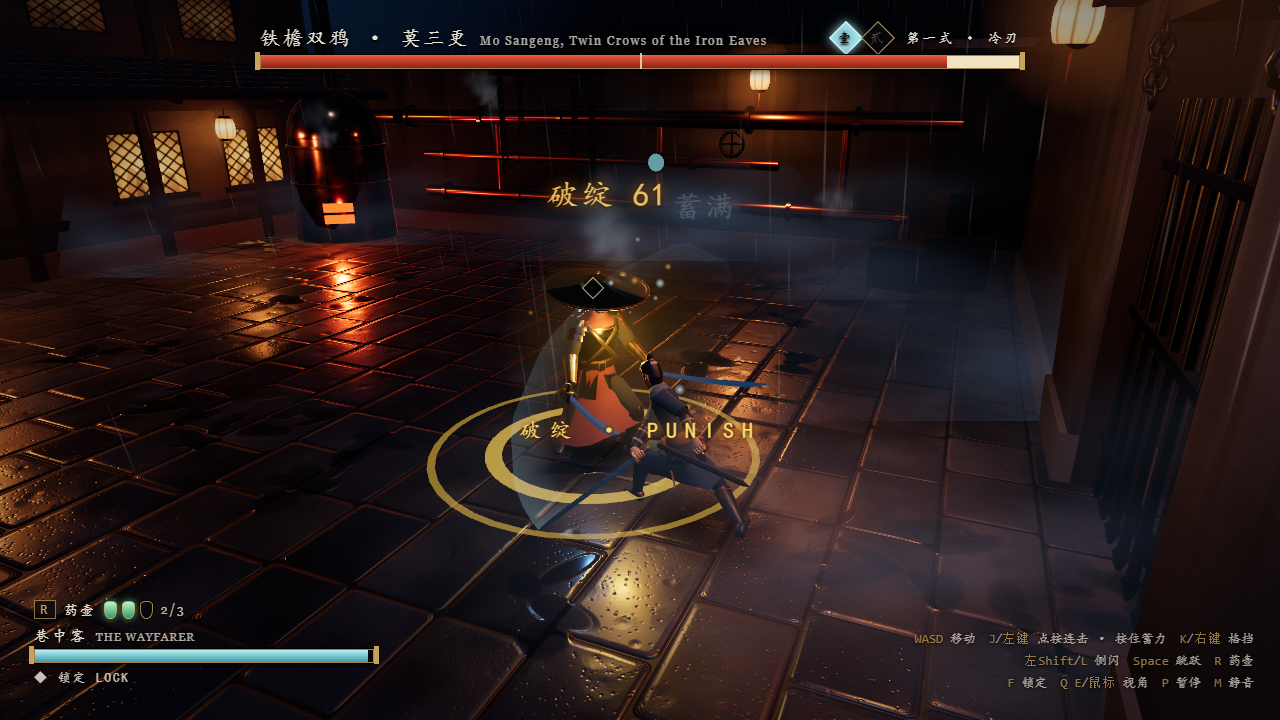 铁檐双鸦 • 莫三更 Mo Sangeng, Twin Crows of the Iron Eaves
壹 贰 第一式 • 冷刃
破绽 61
蓄满
破绽 • PUNISH
R 药壶 2/3
巷中客 THE WAYFARER
◆ 锁定 LOCK
WASD 移动 J/左键 点按连击 • 按住蓄力 K/右键 格挡
左Shift/L 侧闪 Space 跳跃 R 药壶
F 锁定 Q E/鼠标 视角 P 暂停 M 静音